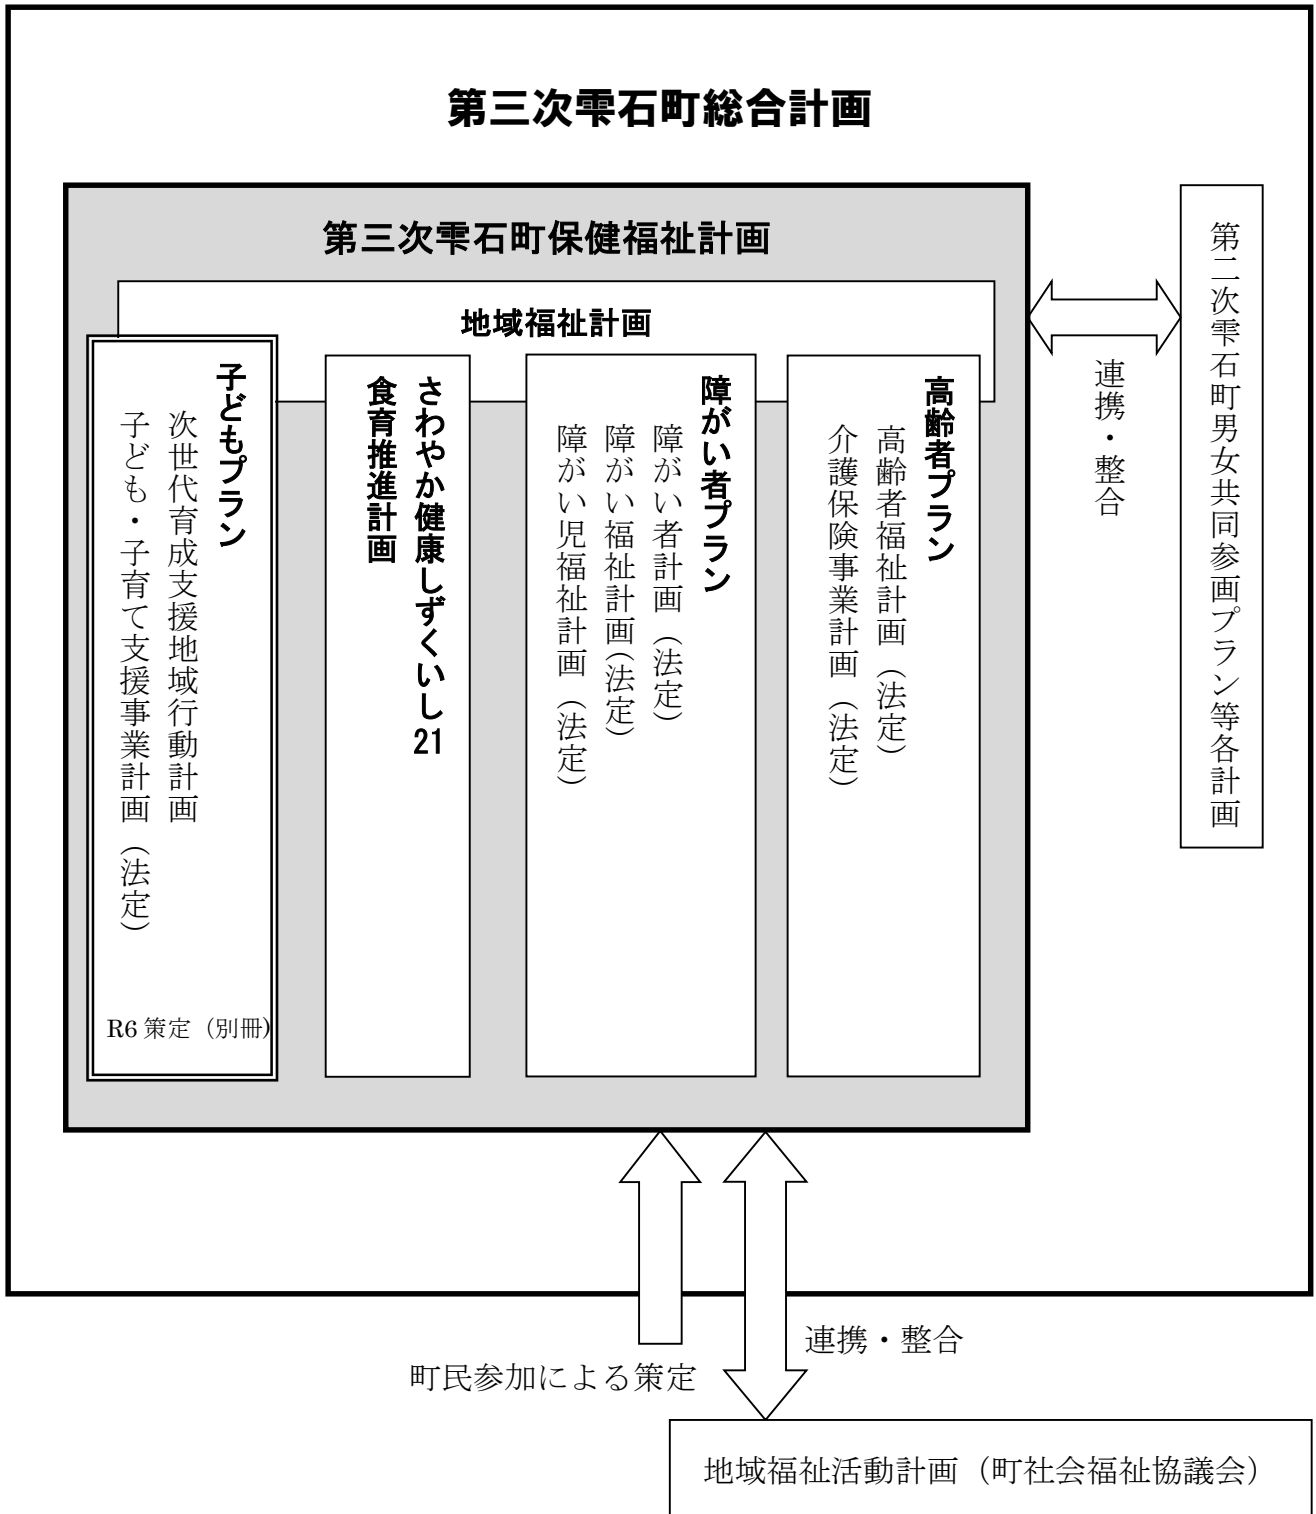 第三次雫石町総合計画
第三次雫石町保健福祉計画
地域福祉計画
高齢者プラン
高齢者福祉計画（法定）
介護保険事業計画（法定）
障がい者プラン
障がい者計画（法定）
障がい福祉計画（法定）
障がい児福祉計画（法定）
さわやか健康しずくいし21
食育推進計画
子どもプラン
次世代育成支援地域行動計画
子ども・子育て支援事業計画（法定）
R6 策定（別冊）
連携・整合
第二次雫石町男女共同参画プラン等各計画
町民参加による策定
連携・整合
地域福祉活動計画（町社会福祉協議会）